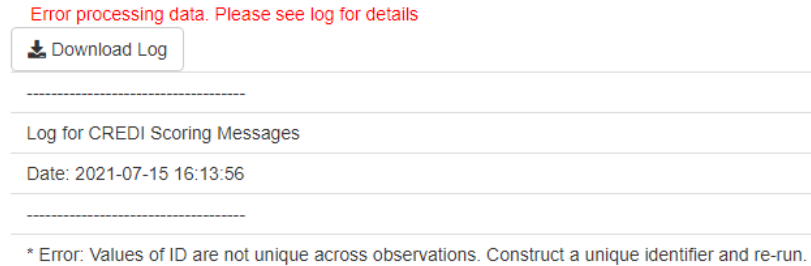 Error processing data. Please see log for details
Download Log
------------------------------------
Log for CREDI Scoring Messages
Date: 2021-07-15 16:13:56
------------------------------------
* Error: Values of ID are not unique across observations. Construct a unique identifier and re-run.